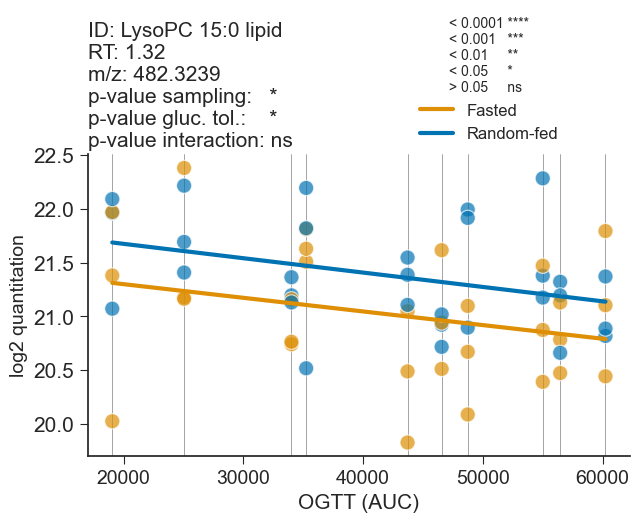 ID: LysoPC 15:0 lipid
RT: 1.32
m/z: 482.3239
p-value sampling: *
p-value gluc. tol.: *
p-value interaction: ns
< 0.0001 ****
< 0.001 ***
< 0.01 **
< 0.05 *
> 0.05 ns
Fasted
Random-fed
log2 quantitation
22.5
22.0
21.5
21.0
20.5
20.0
20000 30000 40000 50000 60000
OGTT (AUC)